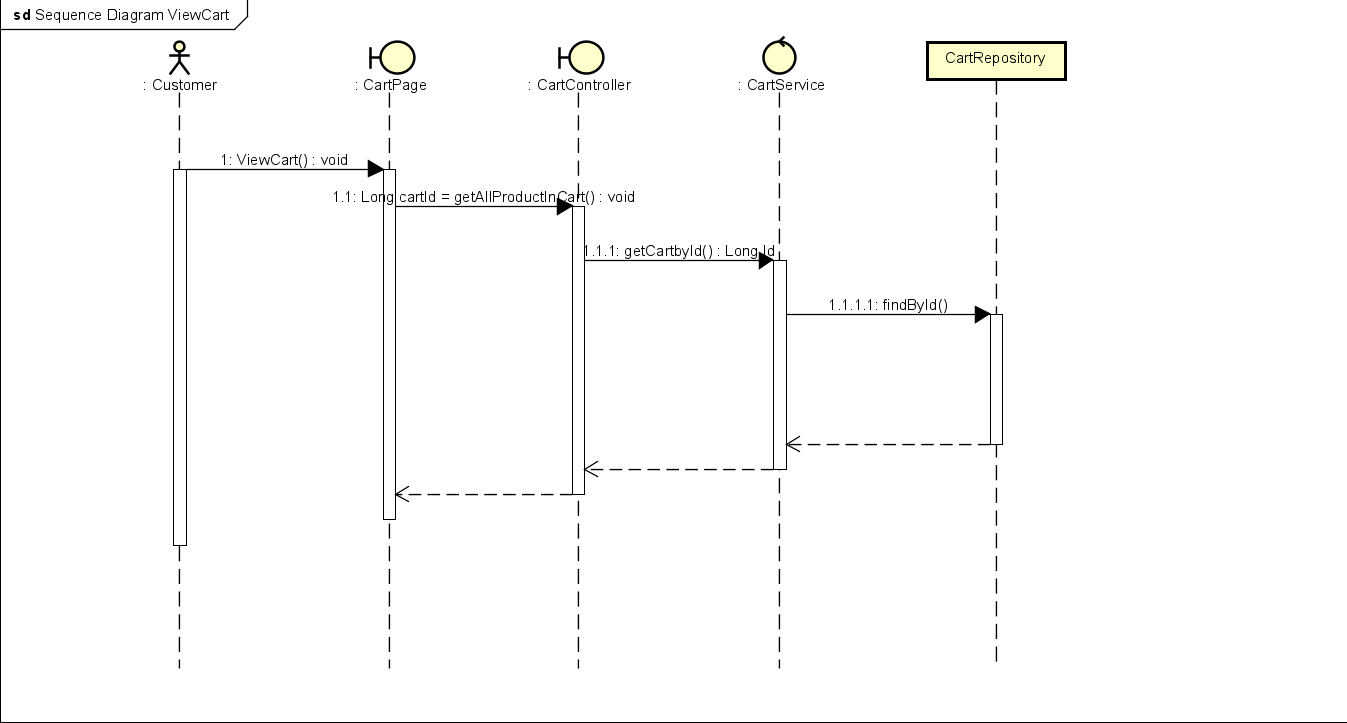 sd Sequence Diagram ViewCart
: Customer
: CartPage
: CartController
: CartService
CartRepository
1: ViewCart() : void
1.1: Long cartId = getAllProductInCart() : void
1.1.1: getCartbyId() : Long Id
1.1.1.1: findById()